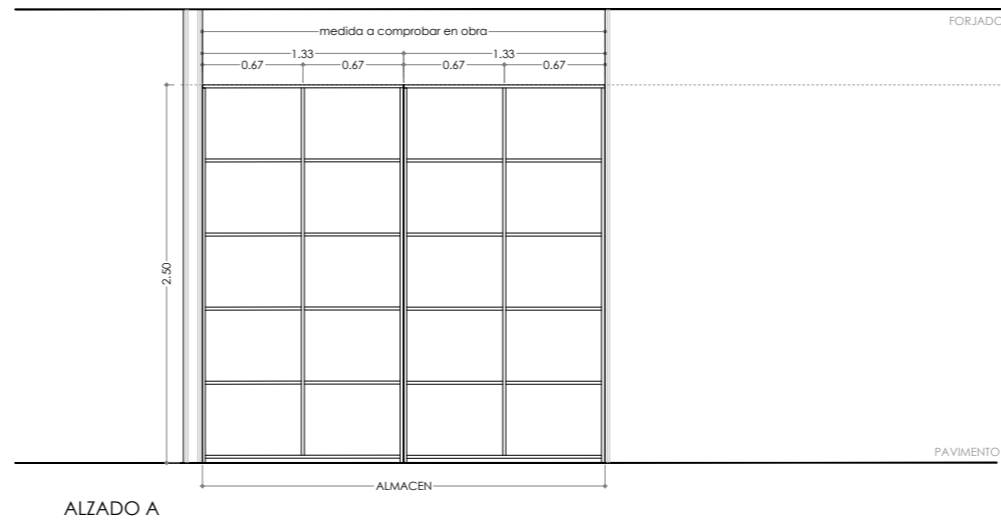 FORJADO
medida a comprobar en obra
1.33 1.33
0.67 0.67 0.67 0.67
2.50
PAVIMENTO
ALMACEN
ALZADO A